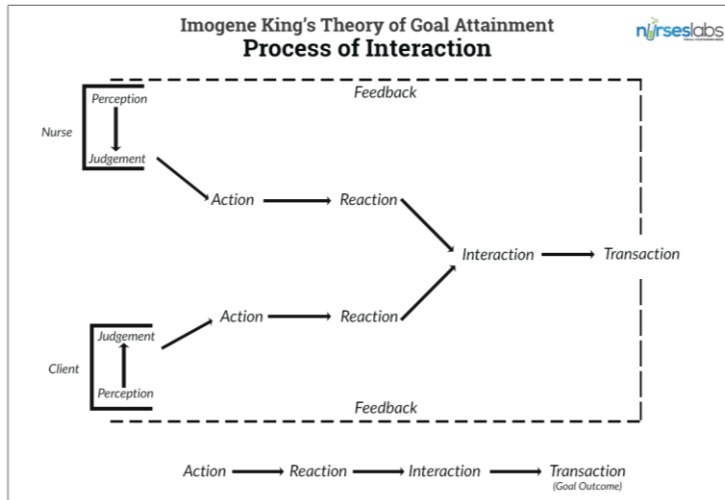 Imogene King's Theory of Goal Attainment
Process of Interaction
nurseslabs
Feedback
Perception
Nurse
Judgement
Action
Reaction
Interaction
Transaction
Action
Reaction
Judgement
Client
Perception
Feedback
Action
Reaction
Interaction
Transaction
(Goal Outcome)